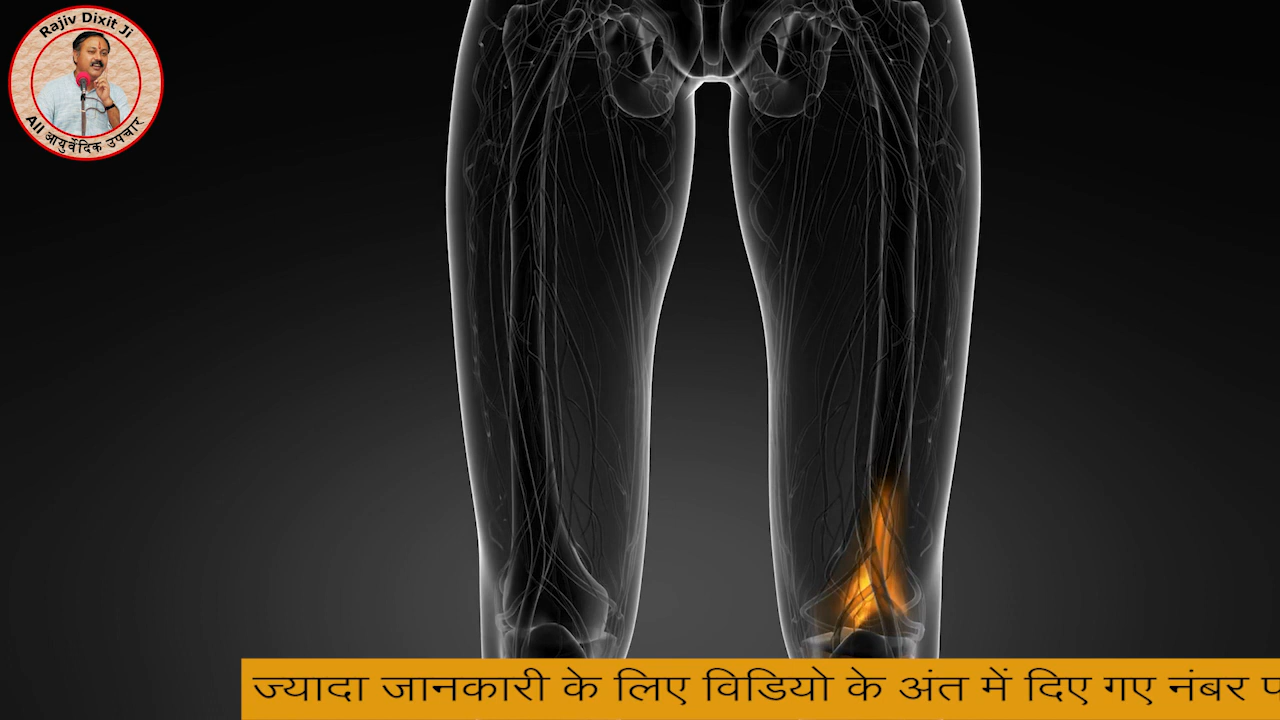 Rajiv Dixit Ji
All आयुर्वेदिक उपचार
ज्यादा जानकारी के लिए विडियो के अंत में दिए गए नंबर